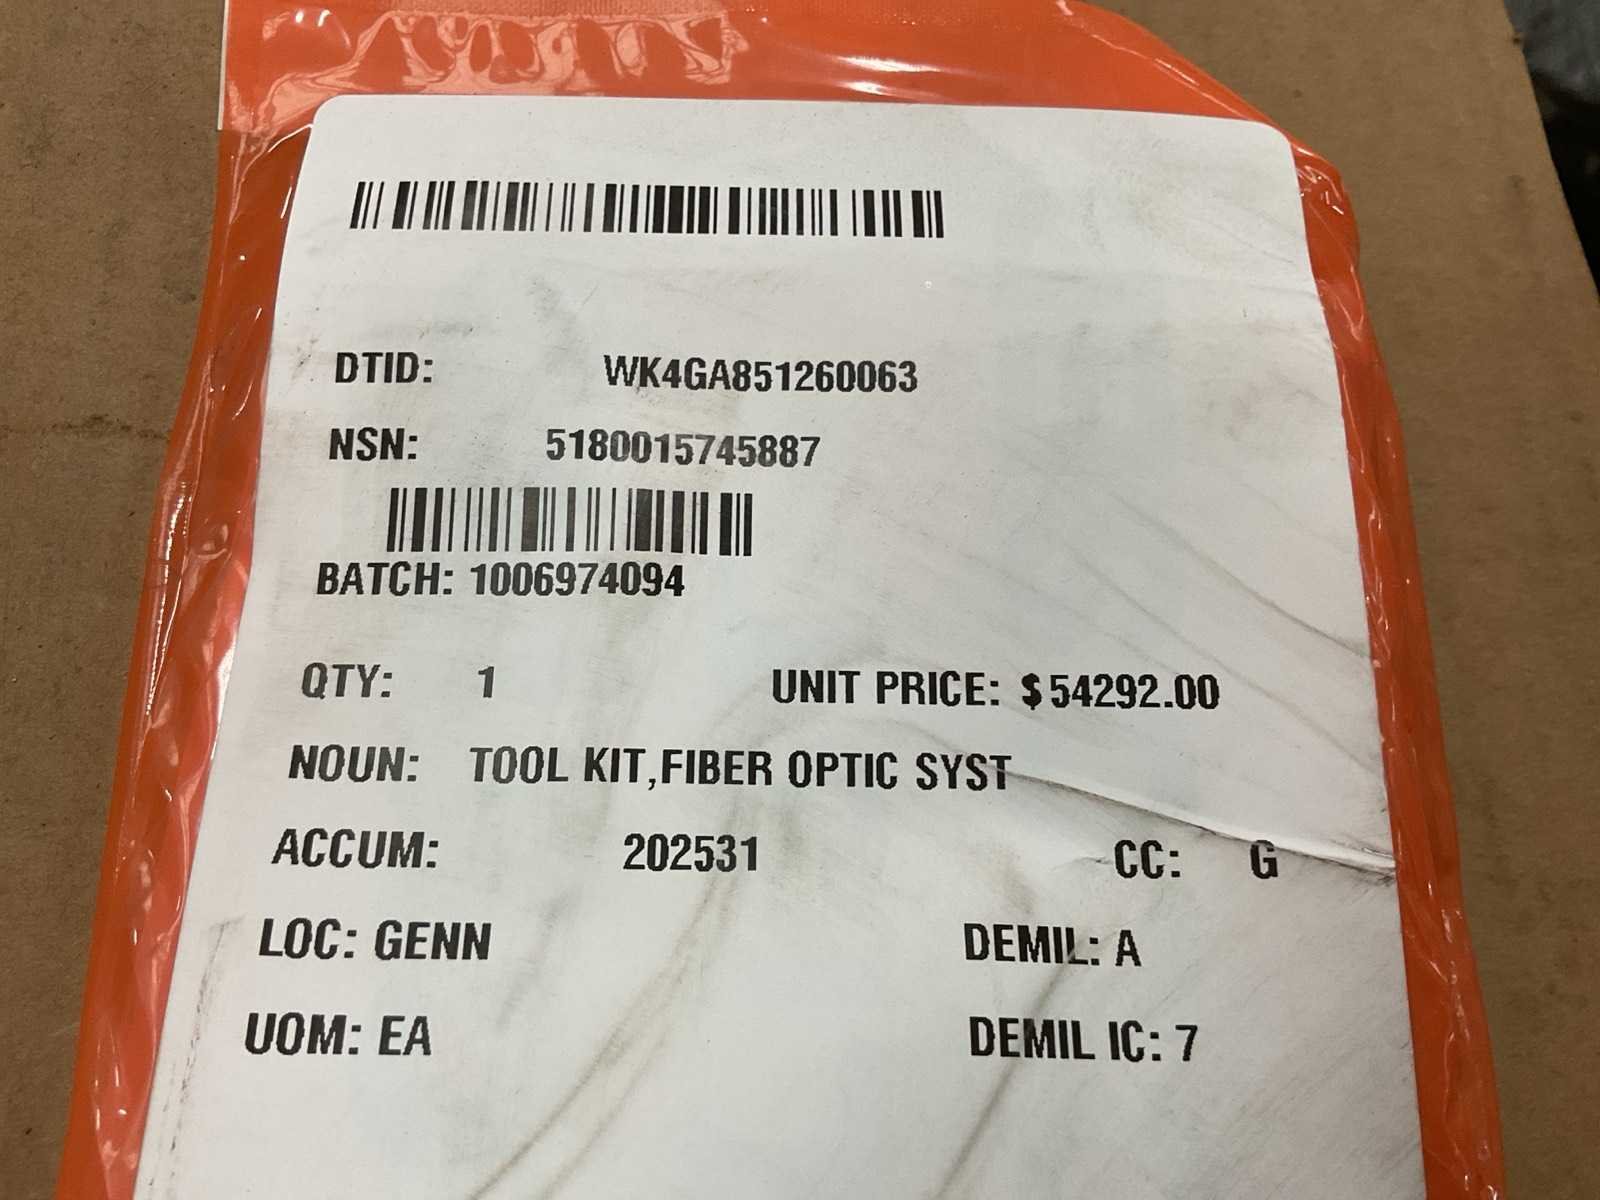 DTID: WK4GA851260063
NSN: 5180015745887
BATCH: 1006974094
QTY: 1 UNIT PRICE: $54292.00
NOUN: TOOL KIT,FIBER OPTIC SYST
ACCUM: 202531 CC: G
LOC: GENN DEMIL: A
UOM: EA DEMIL IC: 7